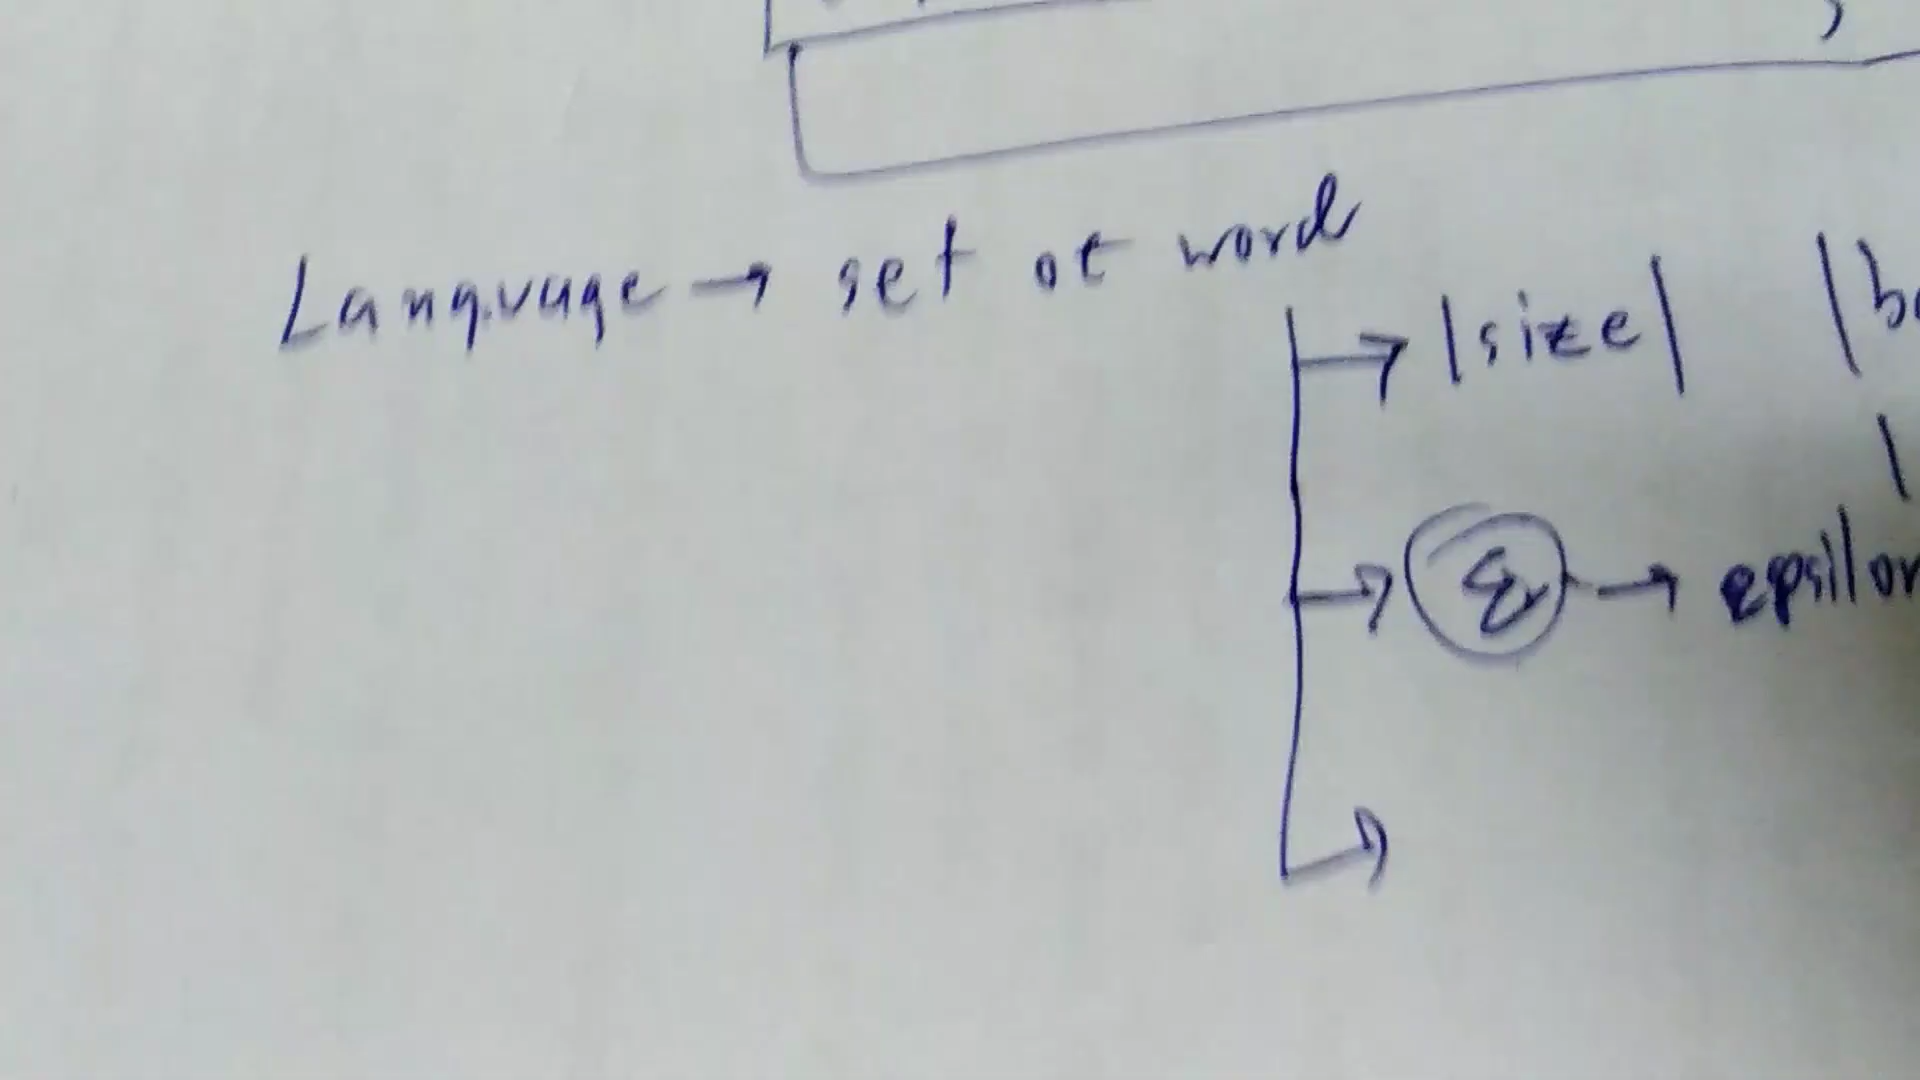 Language → set of word
→ |size| |b
→ Ɛ → epsilon
→